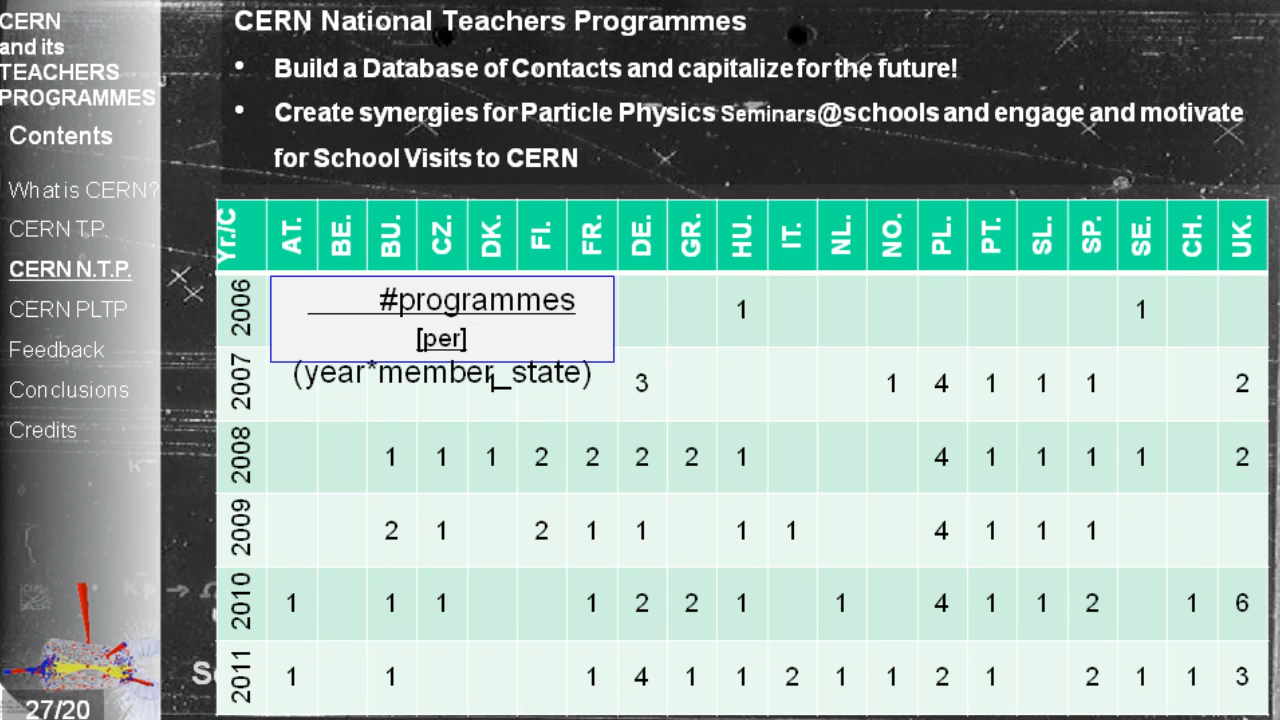 CERN
and its
TEACHERS
PROGRAMMES
Contents
What is CERN?
CERN T.P.
CERN N.T.P.
CERN PLTP
Feedback
Conclusions
Credits
27/20
CERN National Teachers Programmes
• Build a Database of Contacts and capitalize for the future!
• Create synergies for Particle Physics Seminars@schools and engage and motivate
for School Visits to CERN
Yr./C AT. BE. BU. CZ. DK. FI. FR. DE. GR. HU. IT. NL. NO. PL. PT. SL. SP. SE. CH. UK.
#programmes
[per]
(year*member_state)
2006 1 1
2007 1 3 1 4 1 1 1 2
2008 1 1 1 2 2 2 2 1 4 1 1 1 1 2
2009 2 1 2 1 1 1 1 4 1 1 1
2010 1 1 1 1 2 2 1 1 4 1 1 2 1 6
2011 1 1 1 4 1 1 2 1 1 2 1 2 1 1 3